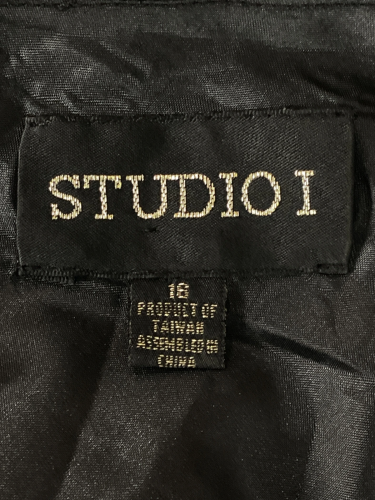 STUDIO I
18
PRODUCT OF
TAIWAN
ASSEMBLED IN
CHINA